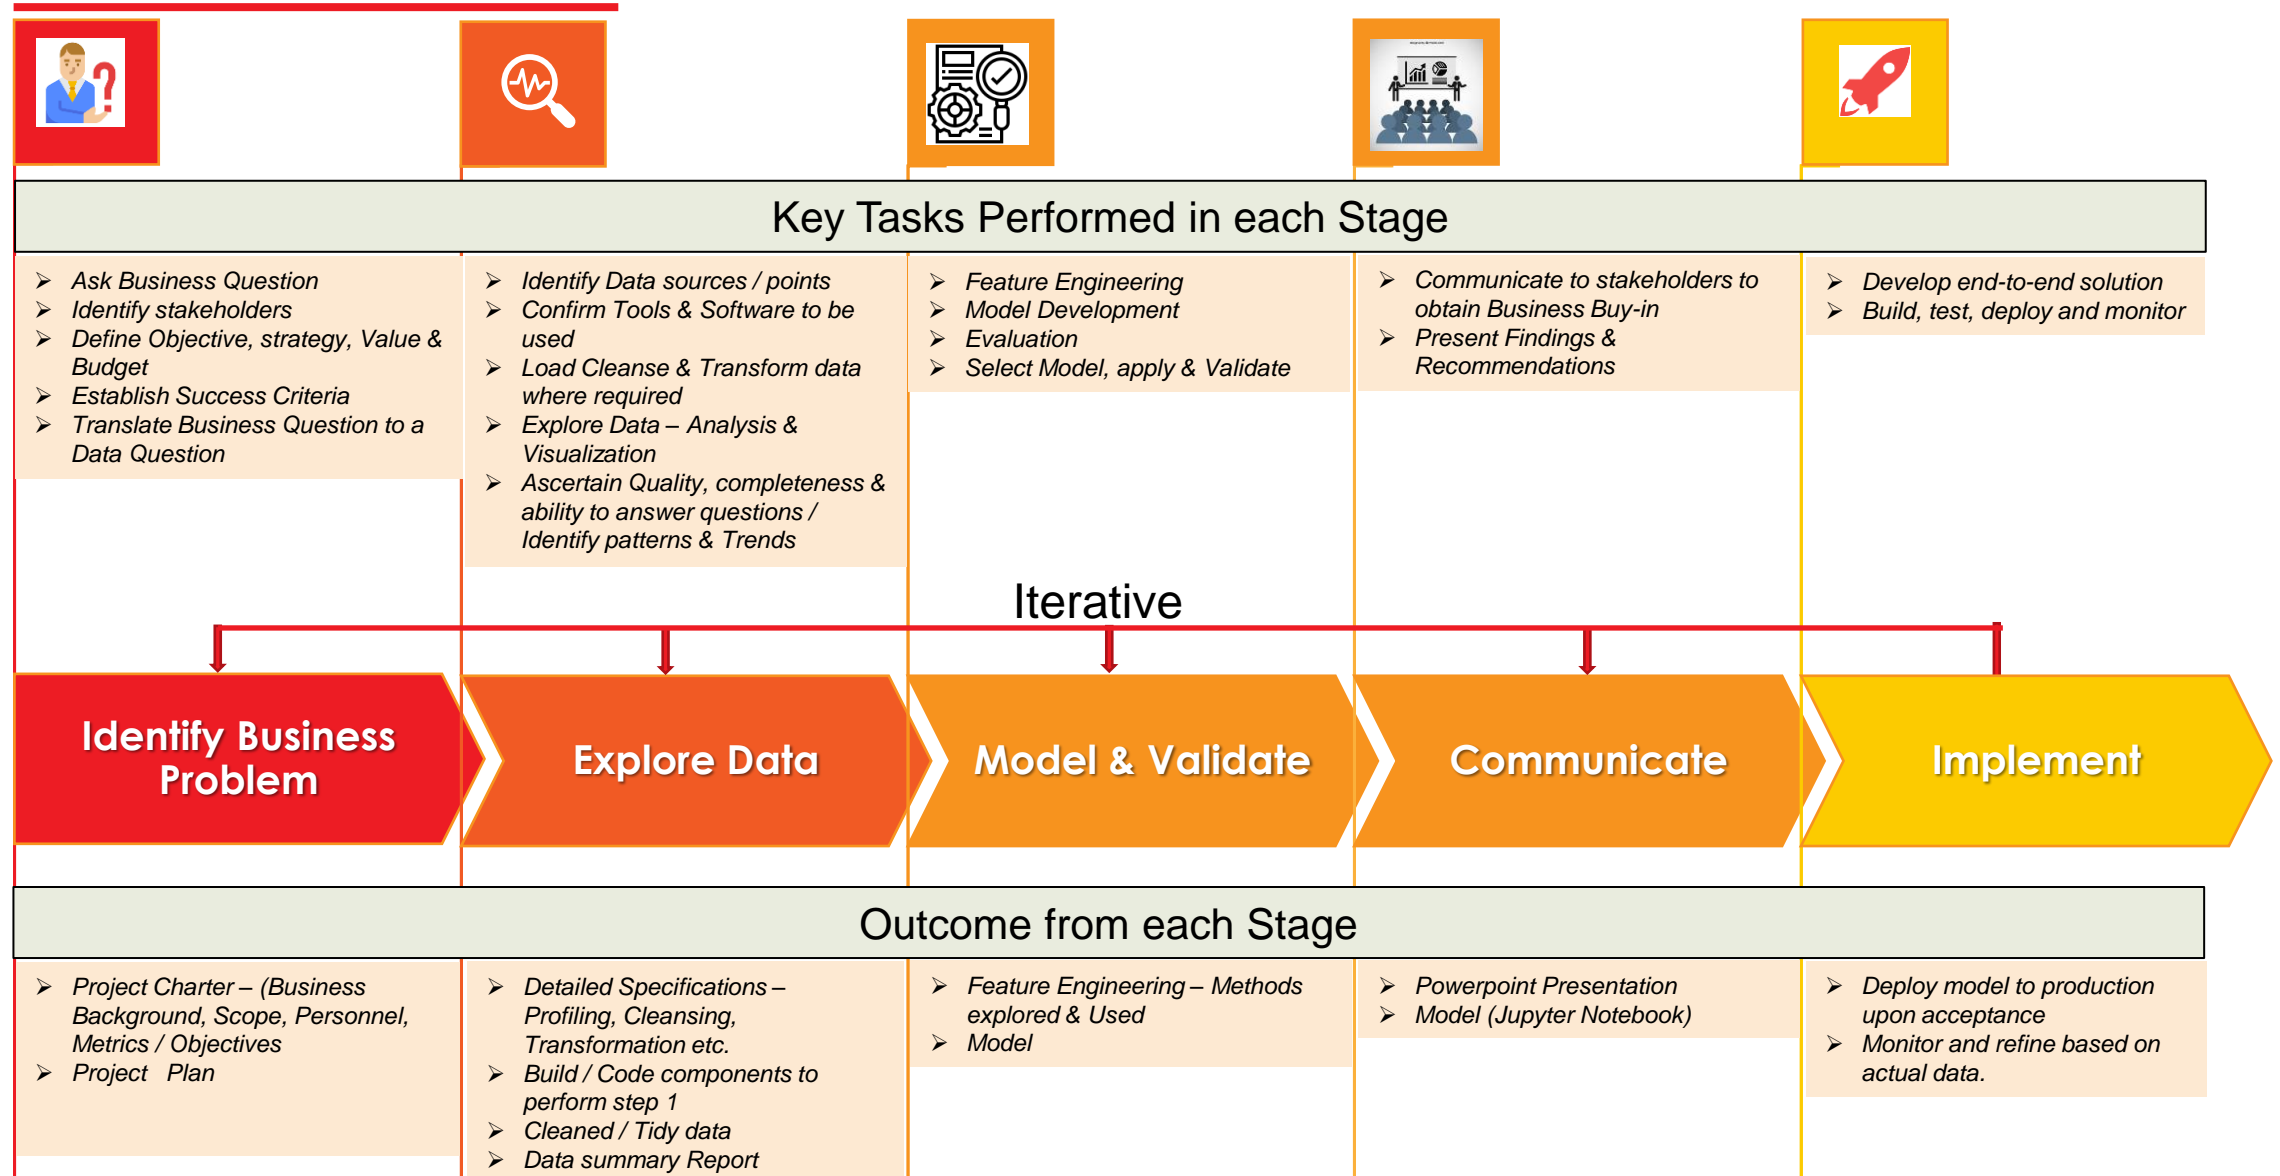 Key Tasks Performed in each Stage
➢ Ask Business Question
➢ Identify stakeholders
➢ Define Objective, strategy, Value &
Budget
➢ Establish Success Criteria
➢ Translate Business Question to a
Data Question
➢ Identify Data sources / points
➢ Confirm Tools & Software to be
used
➢ Load Cleanse & Transform data
where required
➢ Explore Data – Analysis &
Visualization
➢ Ascertain Quality, completeness &
ability to answer questions /
Identify patterns & Trends
➢ Feature Engineering
➢ Model Development
➢ Evaluation
➢ Select Model, apply & Validate
➢ Communicate to stakeholders to
obtain Business Buy-in
➢ Present Findings &
Recommendations
➢ Develop end-to-end solution
➢ Build, test, deploy and monitor
Iterative
Identify Business
Problem
Explore Data
Model & Validate
Communicate
Implement
Outcome from each Stage
➢ Project Charter – (Business
Background, Scope, Personnel,
Metrics / Objectives
➢ Project Plan
➢ Detailed Specifications –
Profiling, Cleansing,
Transformation etc.
➢ Build / Code components to
perform step 1
➢ Cleaned / Tidy data
➢ Data summary Report
➢ Feature Engineering – Methods
explored & Used
➢ Model
➢ Powerpoint Presentation
➢ Model (Jupyter Notebook)
➢ Deploy model to production
upon acceptance
➢ Monitor and refine based on
actual data.